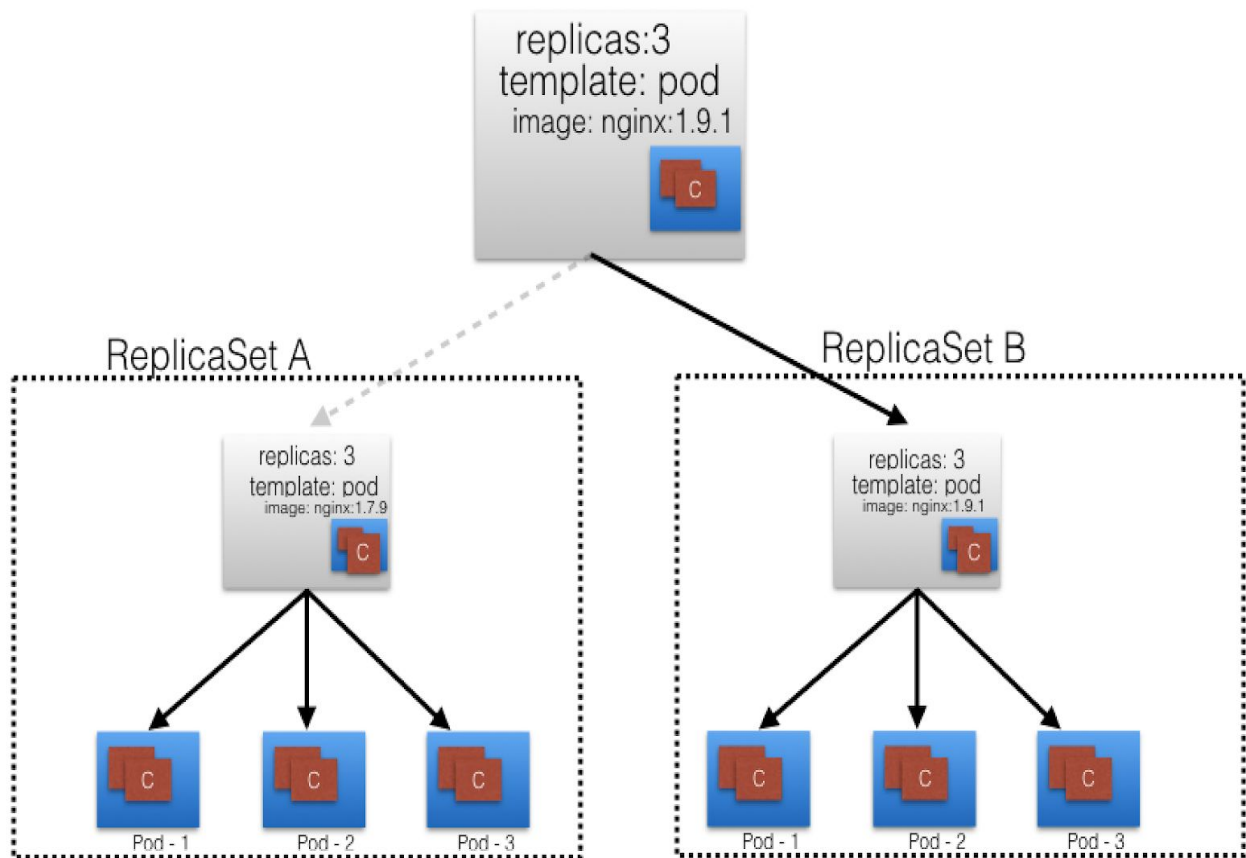 replicas:3
template: pod
image: nginx:1.9.1
C
ReplicaSet A
ReplicaSet B
replicas: 3
template: pod
image: nginx:1.7.9
C
replicas: 3
template: pod
image: nginx:1.9.1
C
C
C
C
C
C
C
Pod - 1
Pod - 2
Pod - 3
Pod - 1
Pod - 2
Pod - 3